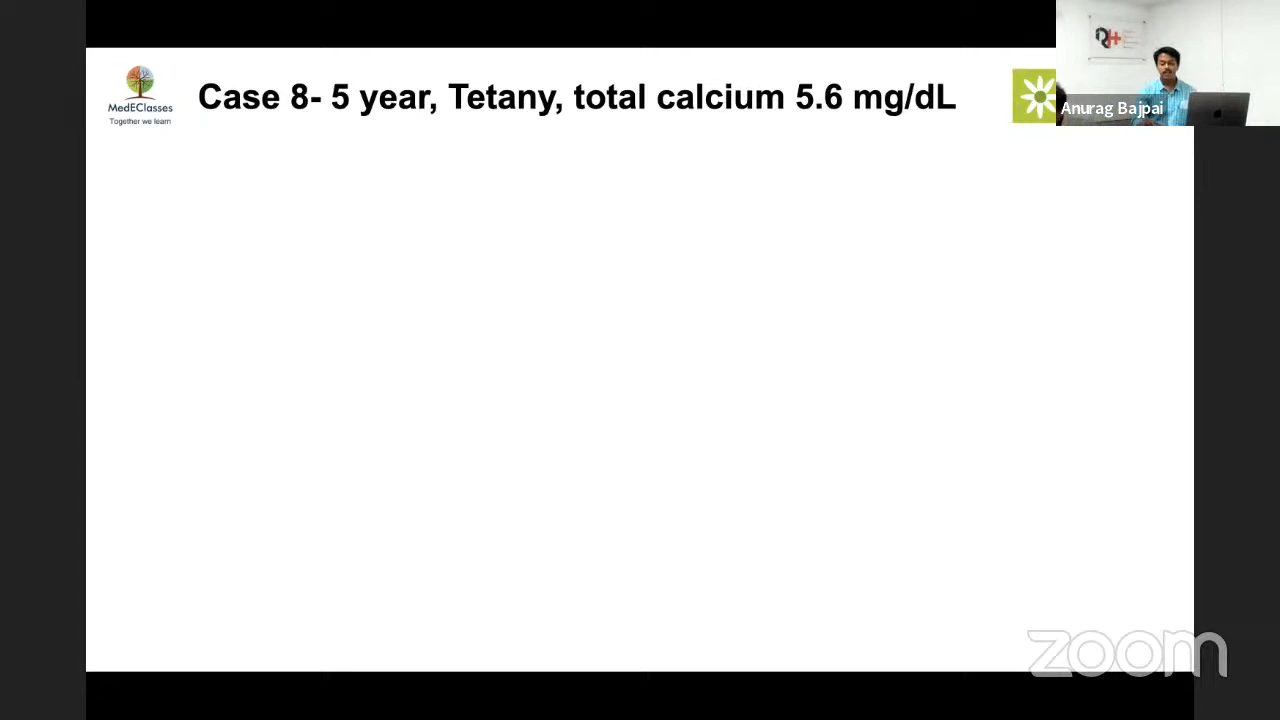 MedEClasses
Together we learn
Case 8- 5 year, Tetany, total calcium 5.6 mg/dL
Anurag Bajpai
zoom